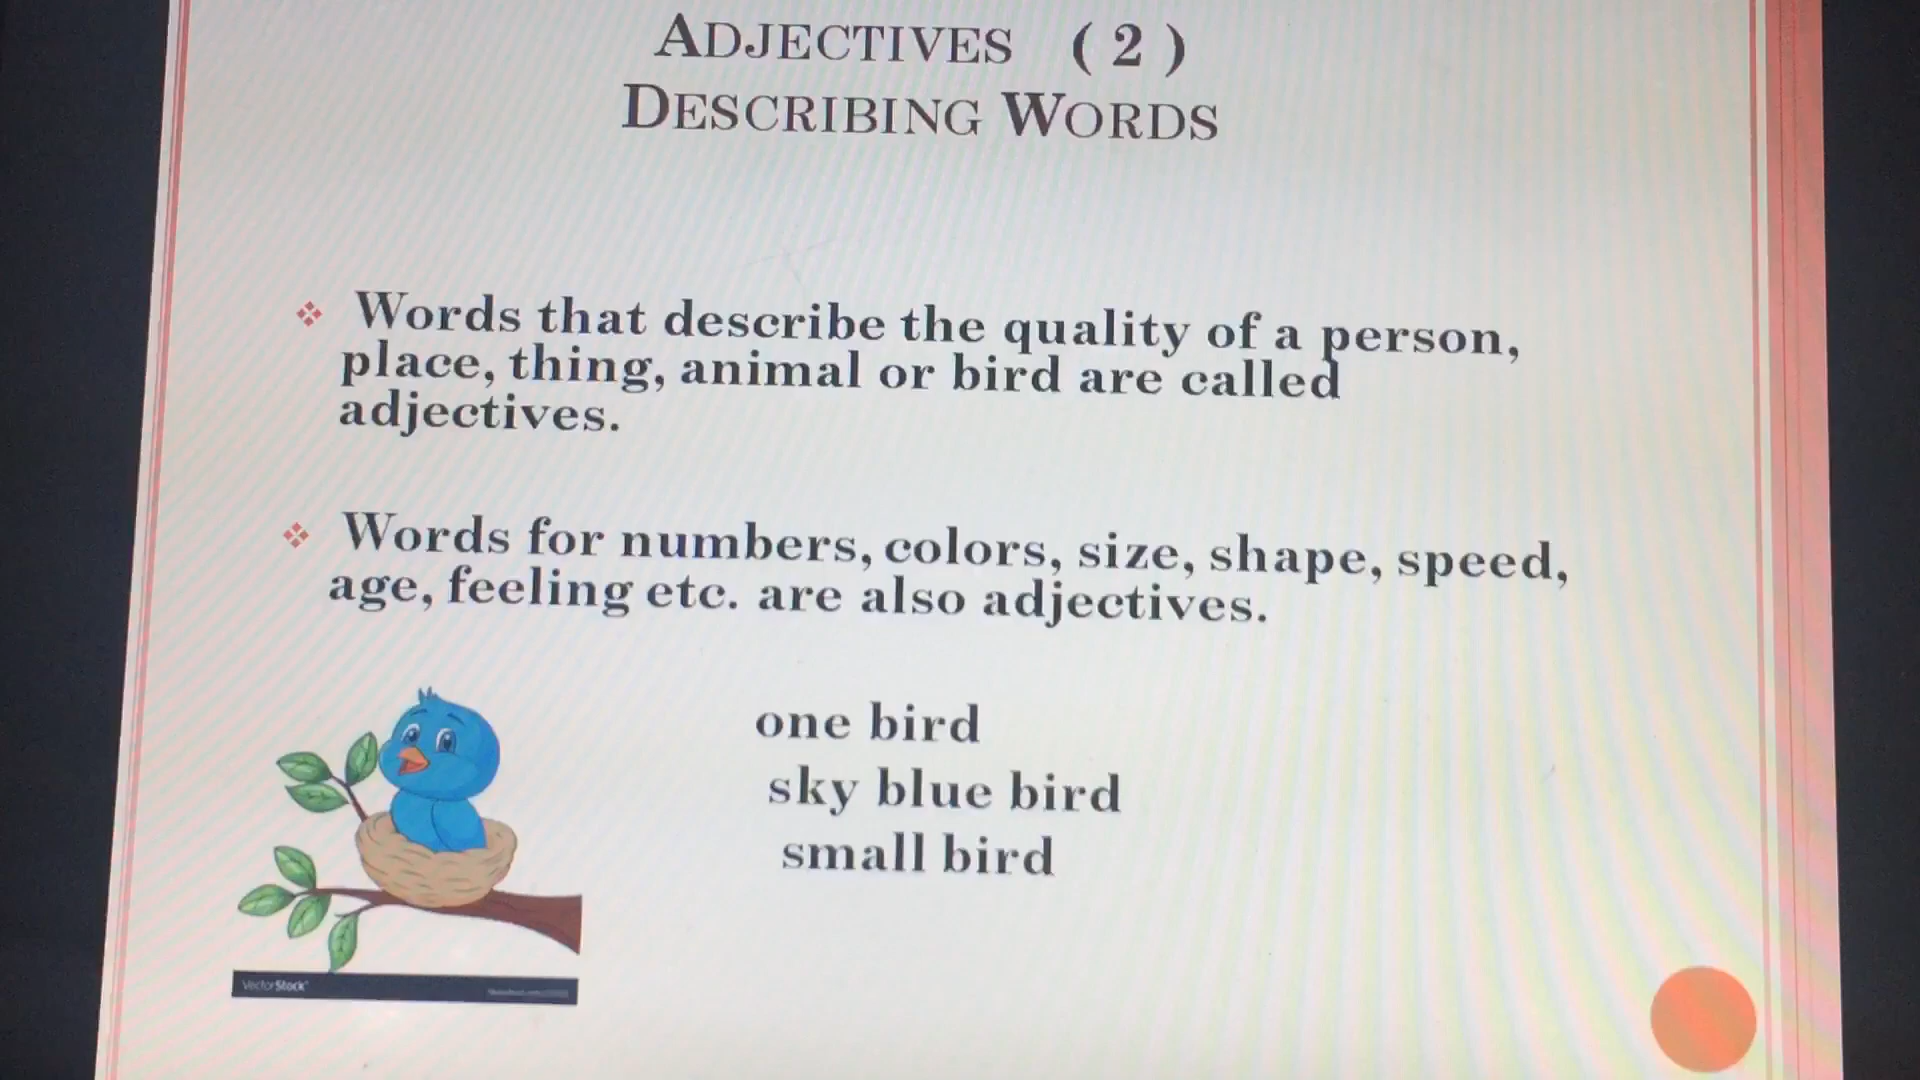 ADJECTIVES (2)
DESCRIBING WORDS
Words that describe the quality of a person,
place, thing, animal or bird are called
adjectives.
Words for numbers, colors, size, shape, speed,
age, feeling etc. are also adjectives.
one bird
sky blue bird
small bird
VectorStock